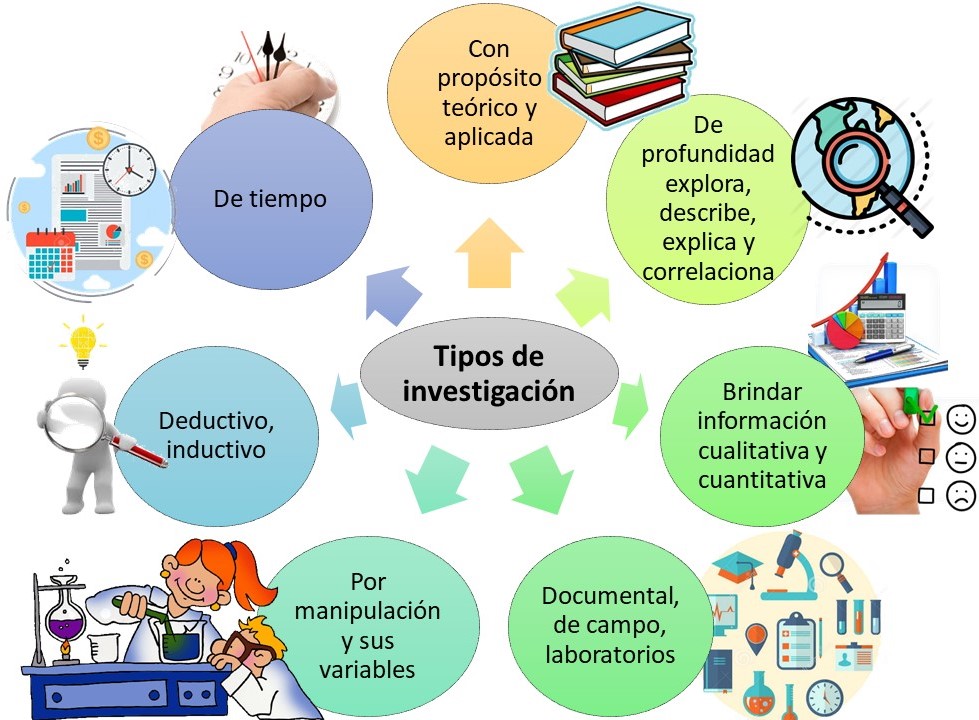 Con
propósito
teórico y
aplicada
De
profundidad
explora,
describe,
explica y
correlaciona
De tiempo
Tipos de
investigación
Brindar
información
cualitativa y
cuantitativa
Deductivo,
inductivo
Por
manipulación
y sus
variables
Documental,
de campo,
laboratorios